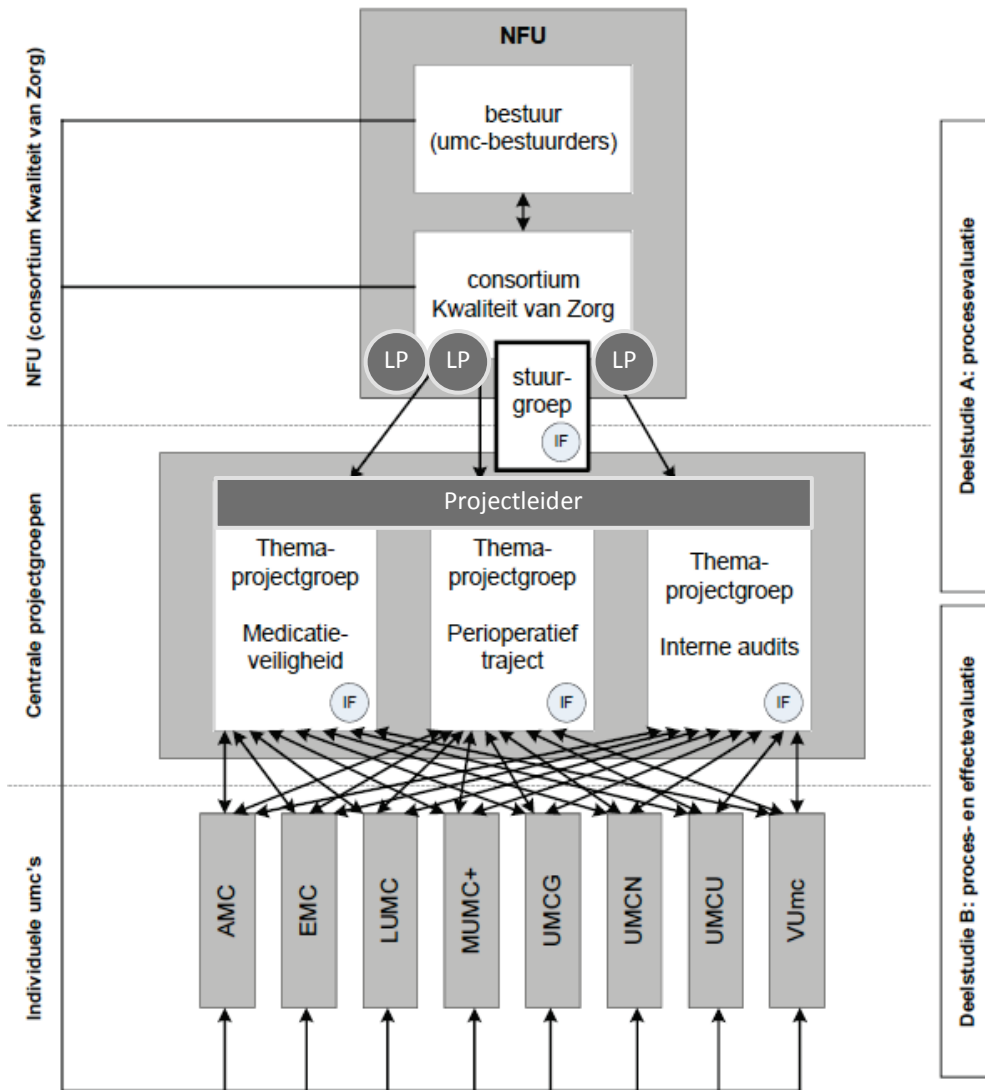 NFU
bestuur
(umc-bestuurders)
consortium
Kwaliteit van Zorg
LP
LP
LP
stuur-
groep
IF
NFU (consortium Kwaliteit van Zorg)
Projectleider
Thema-
projectgroep
Medicatie-
veiligheid
IF
Thema-
projectgroep
Perioperatief
traject
IF
Thema-
projectgroep
Interne audits
IF
Centrale projectgroepen
AMC
EMC
LUMC
MUMC+
UMCG
UMCN
UMCU
VUmc
Individuele umc's
Deelstudie A: procesevaluatie
Deelstudie B: proces- en effectevaluatie